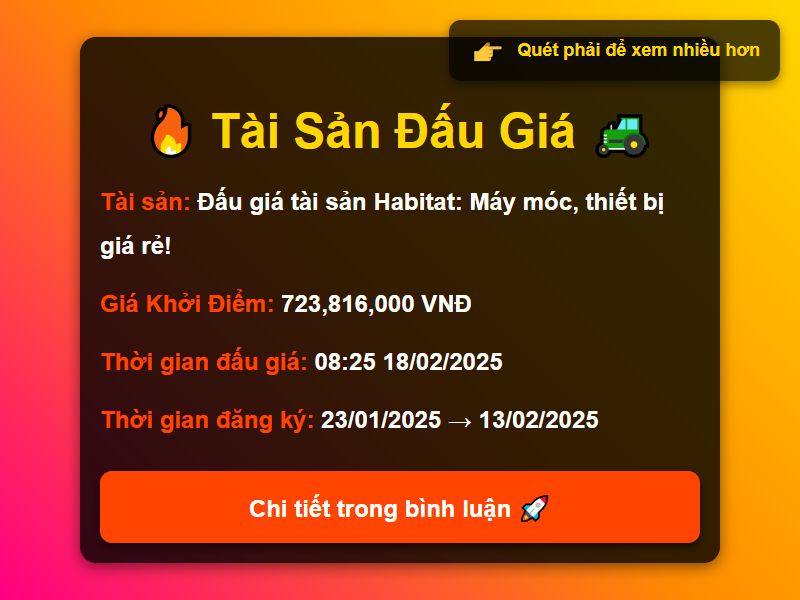 👉 Quét phải để xem nhiều hơn
🔥 Tài Sản Đấu Giá 🚜
Tài sản: Đấu giá tài sản Habitat: Máy móc, thiết bị
giá rẻ!
Giá Khởi Điểm: 723,816,000 VNĐ
Thời gian đấu giá: 08:25 18/02/2025
Thời gian đăng ký: 23/01/2025 → 13/02/2025
Chi tiết trong bình luận 🚀